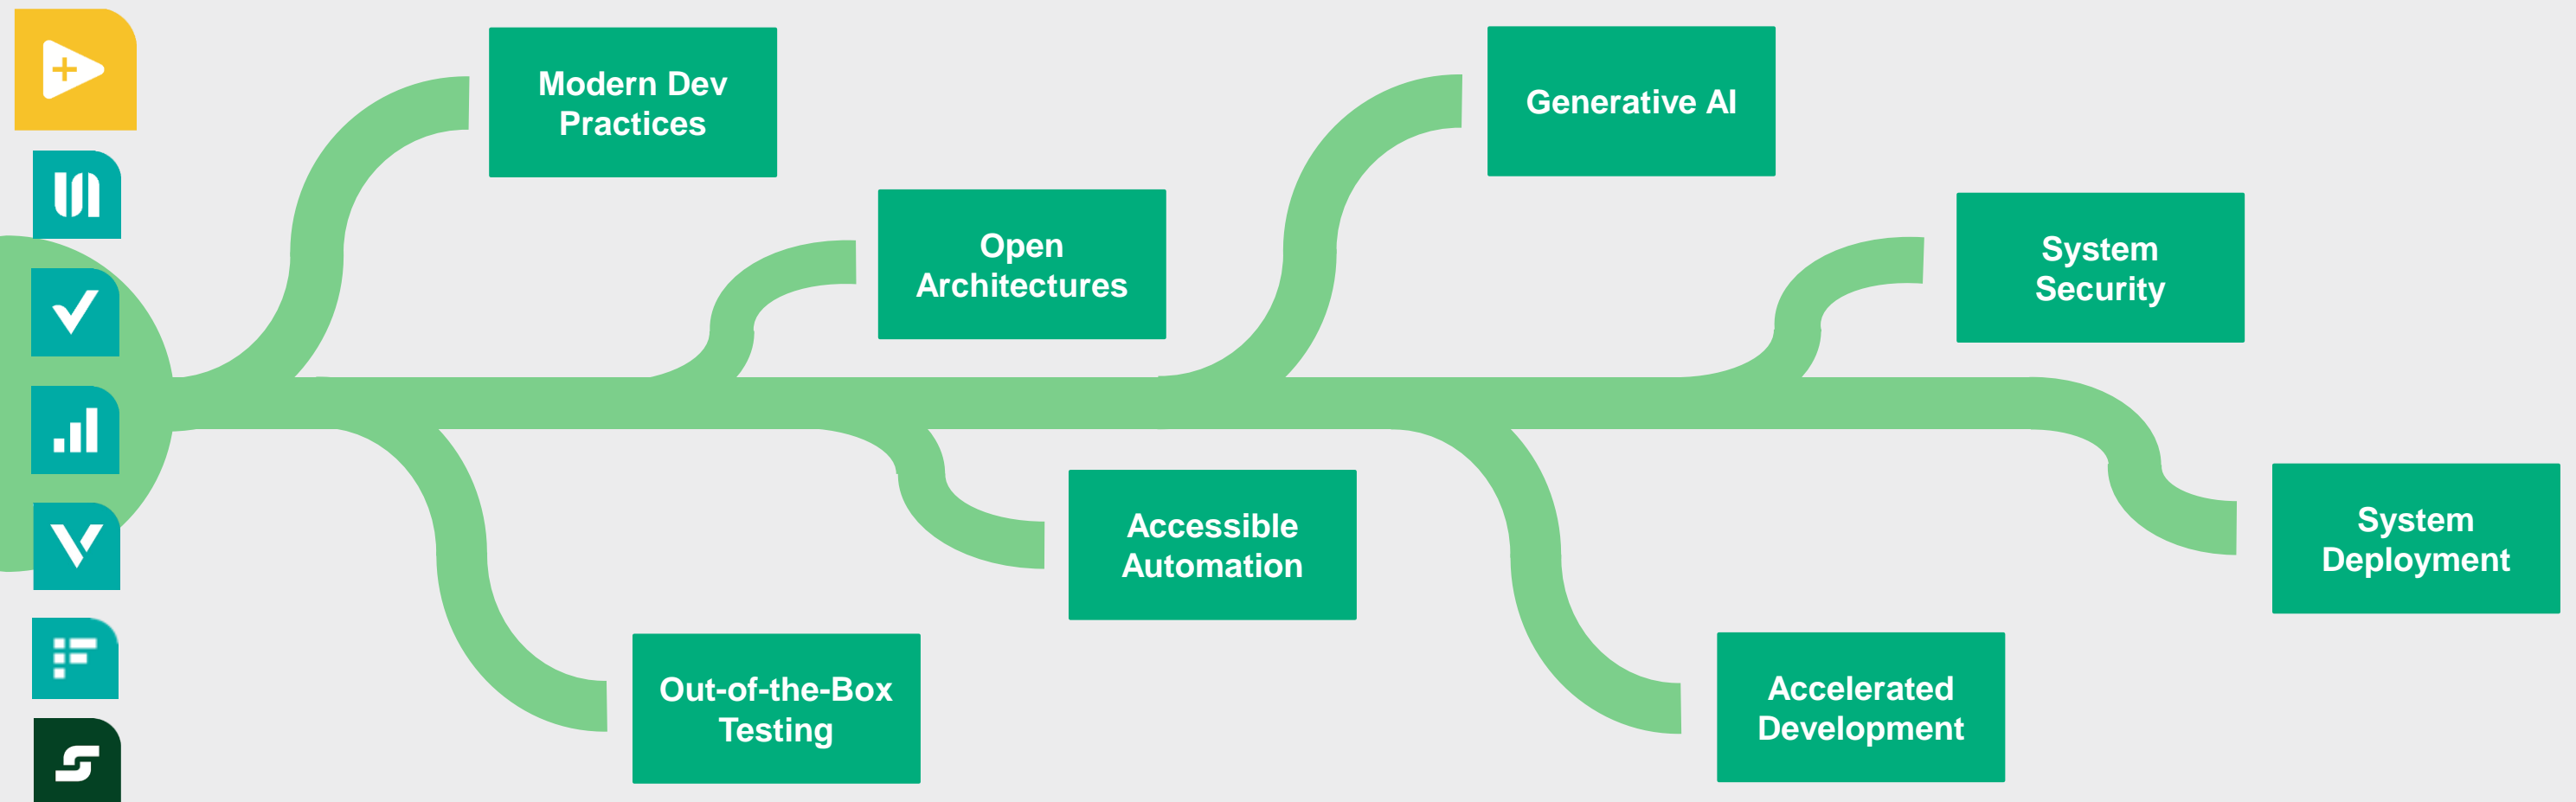 Modern Dev
Practices
Generative AI
Open
Architectures
System
Security
Accessible
Automation
System
Deployment
Out-of-the-Box
Testing
Accelerated
Development